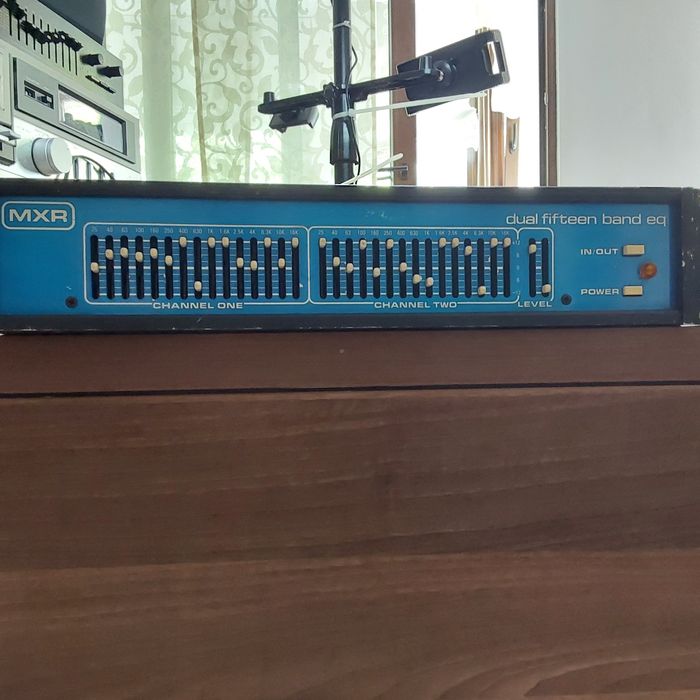 MXR
dual fifteen band eq
25 40 63 100 160 250 400 630 1K 1.6K 2.5K 4K 6.3K 10K 16K
25 40 63 100 160 250 400 630 1K 1.6K 2.5K 4K 6.3K 10K 16K
IN/OUT
POWER
CHANNEL ONE
CHANNEL TWO
LEVEL